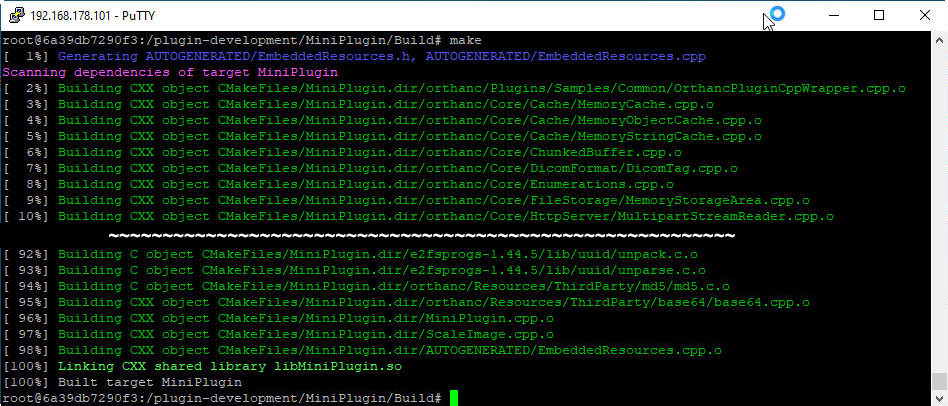 192.168.178.101 - PuTTY
root@6a39db7290f3:/plugin-development/MiniPlugin/Build# make
[  1%] Generating AUTOGENERATED/EmbeddedResources.h, AUTOGENERATED/EmbeddedResources.cpp
Scanning dependencies of target MiniPlugin
[  2%] Building CXX object CMakeFiles/MiniPlugin.dir/orthanc/Plugins/Samples/Common/OrthancPluginCppWrapper.cpp.o
[  3%] Building CXX object CMakeFiles/MiniPlugin.dir/orthanc/Core/Cache/MemoryCache.cpp.o
[  4%] Building CXX object CMakeFiles/MiniPlugin.dir/orthanc/Core/Cache/MemoryObjectCache.cpp.o
[  5%] Building CXX object CMakeFiles/MiniPlugin.dir/orthanc/Core/Cache/MemoryStringCache.cpp.o
[  6%] Building CXX object CMakeFiles/MiniPlugin.dir/orthanc/Core/ChunkedBuffer.cpp.o
[  7%] Building CXX object CMakeFiles/MiniPlugin.dir/orthanc/Core/DicomFormat/DicomTag.cpp.o
[  8%] Building CXX object CMakeFiles/MiniPlugin.dir/orthanc/Core/Enumerations.cpp.o
[  9%] Building CXX object CMakeFiles/MiniPlugin.dir/orthanc/Core/FileStorage/MemoryStorageArea.cpp.o
[ 10%] Building CXX object CMakeFiles/MiniPlugin.dir/orthanc/Core/HttpServer/MultipartStreamReader.cpp.o
~~~~~~~~~~~~~~~~~~~~~~~~~~~~~~~~~~~~~~~~~~~~~~~~~~~~~~~~~~
[ 92%] Building C object CMakeFiles/MiniPlugin.dir/e2fsprogs-1.44.5/lib/uuid/unpack.c.o
[ 93%] Building C object CMakeFiles/MiniPlugin.dir/e2fsprogs-1.44.5/lib/uuid/unparse.c.o
[ 94%] Building C object CMakeFiles/MiniPlugin.dir/orthanc/Resources/ThirdParty/md5/md5.c.o
[ 95%] Building CXX object CMakeFiles/MiniPlugin.dir/orthanc/Resources/ThirdParty/base64/base64.cpp.o
[ 96%] Building CXX object CMakeFiles/MiniPlugin.dir/MiniPlugin.cpp.o
[ 97%] Building CXX object CMakeFiles/MiniPlugin.dir/ScaleImage.cpp.o
[ 98%] Building CXX object CMakeFiles/MiniPlugin.dir/AUTOGENERATED/EmbeddedResources.cpp.o
[100%] Linking CXX shared library libMiniPlugin.so
[100%] Built target MiniPlugin
root@6a39db7290f3:/plugin-development/MiniPlugin/Build#